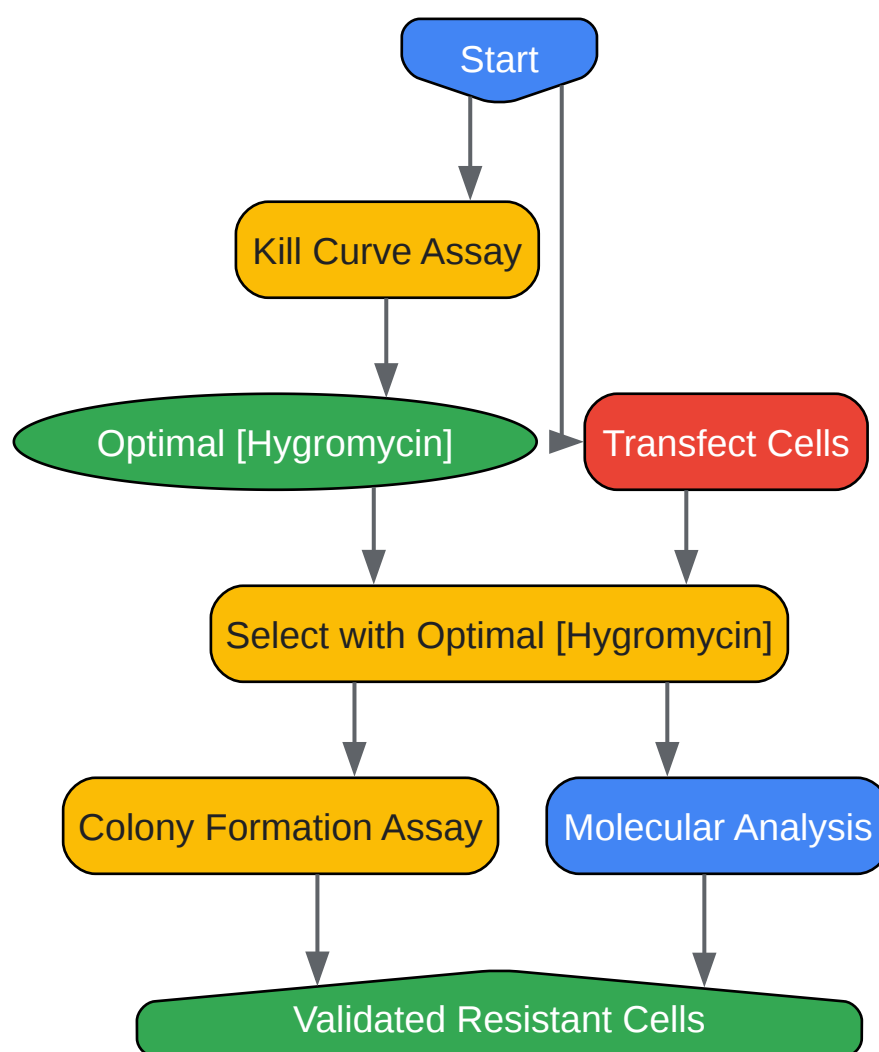 Start
Kill Curve Assay
Optimal [Hygromycin]
Transfect Cells
Select with Optimal [Hygromycin]
Colony Formation Assay
Molecular Analysis
Validated Resistant Cells